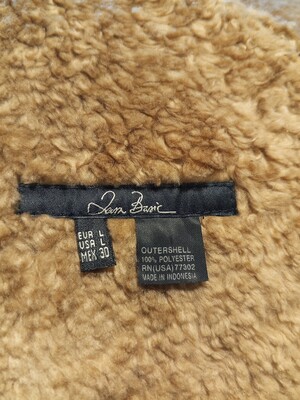 Zara Basic
EUR L
USA L
MEX 30
OUTERSHELL
100% POLYESTER
RN(USA)77302
MADE IN INDONESIA